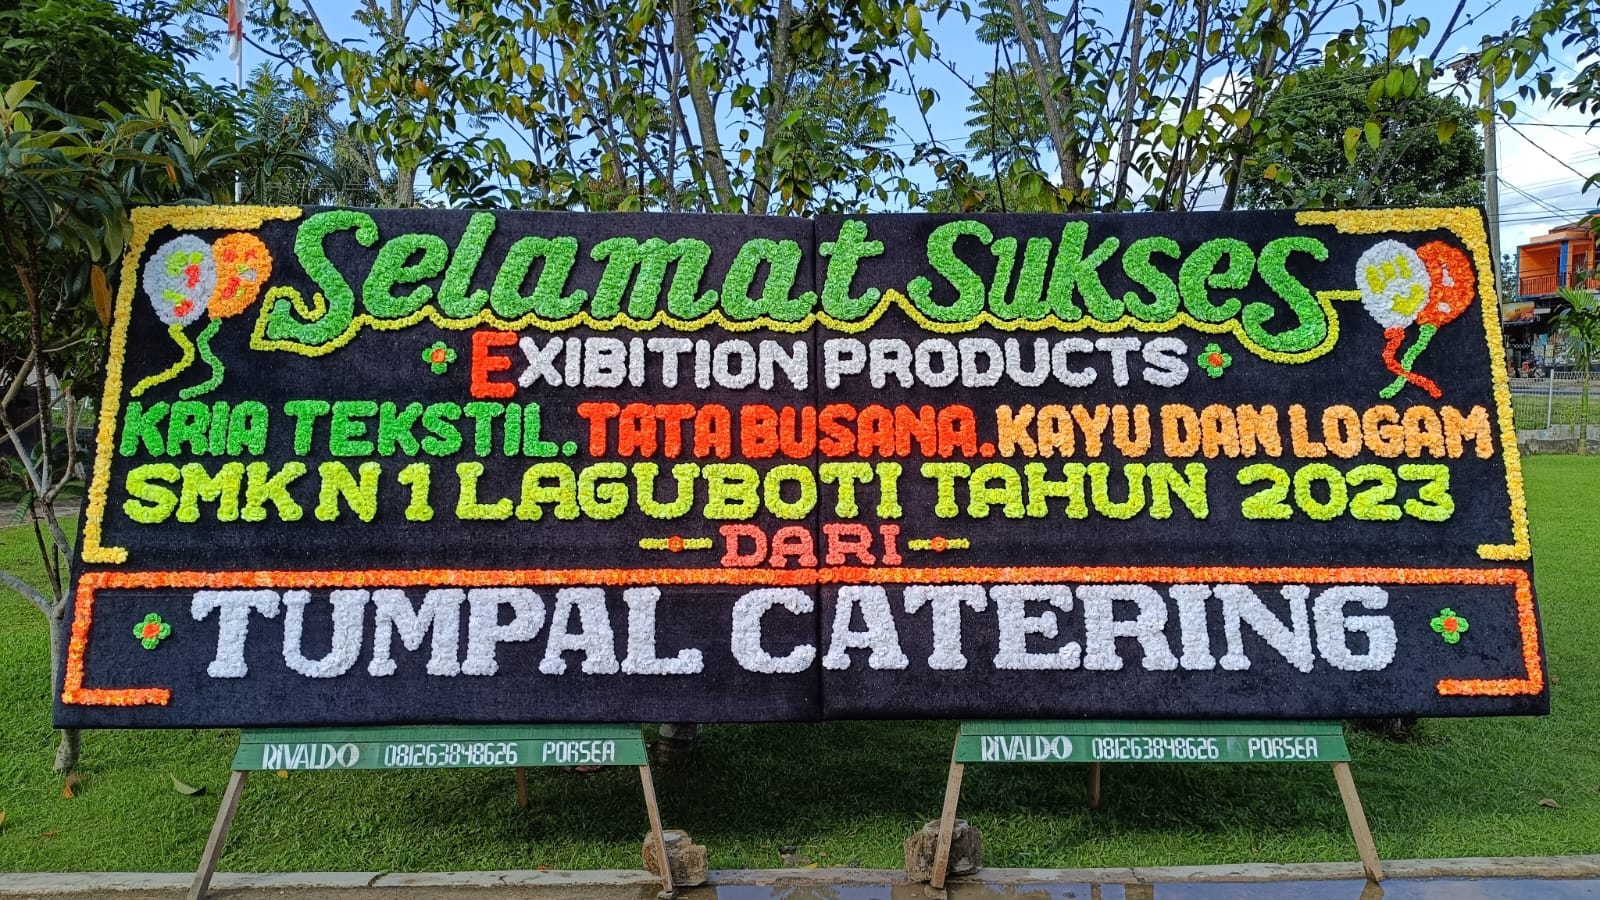 Selamat Sukses
EXIBITION PRODUCTS
KRIA TEKSTIL. TATA BUSANA. KAYU DAN LOGAM
SMK N 1 LAGUBOTI TAHUN 2023
DARI
TUMPAL CATERING
RIVALDO 081263848626 PORSEA
RIVALDO 081263848626 PORSEA